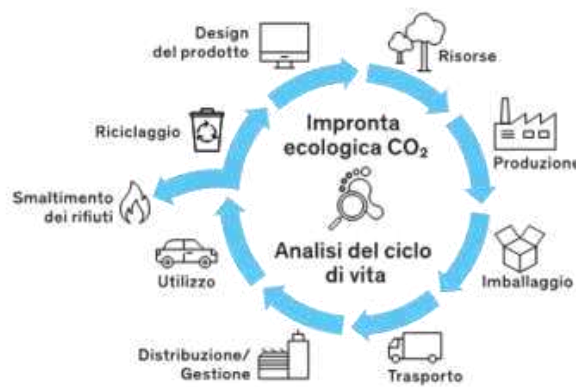 Design
del prodotto
Risorse
Riciclaggio
Impronta
ecologica CO₂
Produzione
Smaltimento
dei rifiuti
Analisi del ciclo
di vita
Imballaggio
Utilizzo
Distribuzione/
Gestione
Trasporto